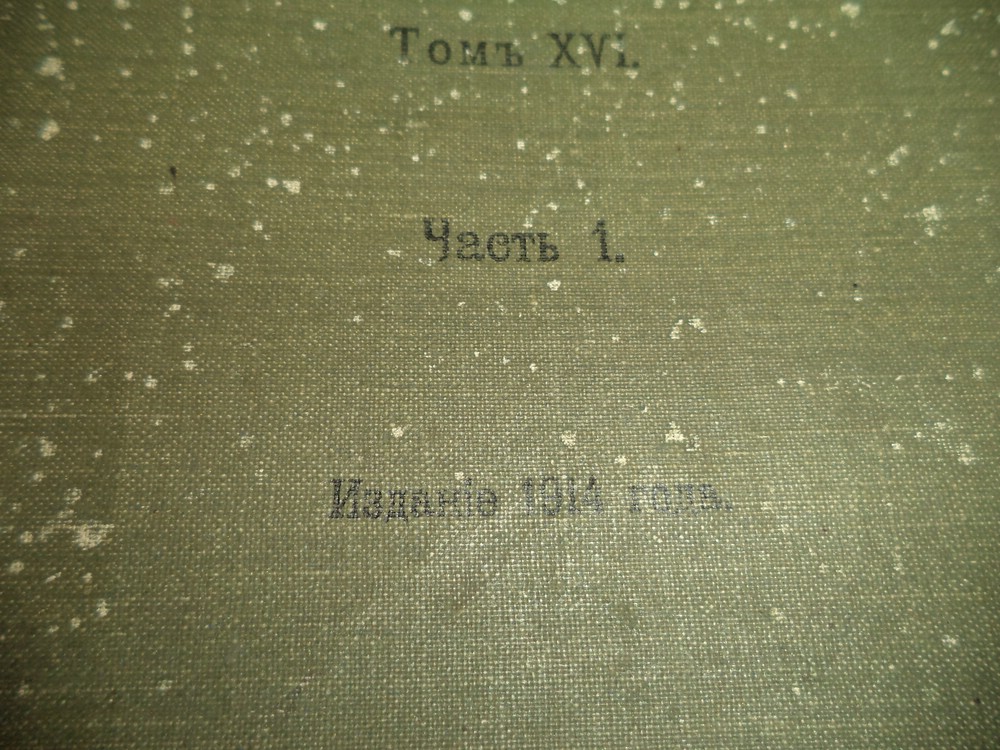 Томъ XVI.
Часть 1.
Изданіе 1914 года.